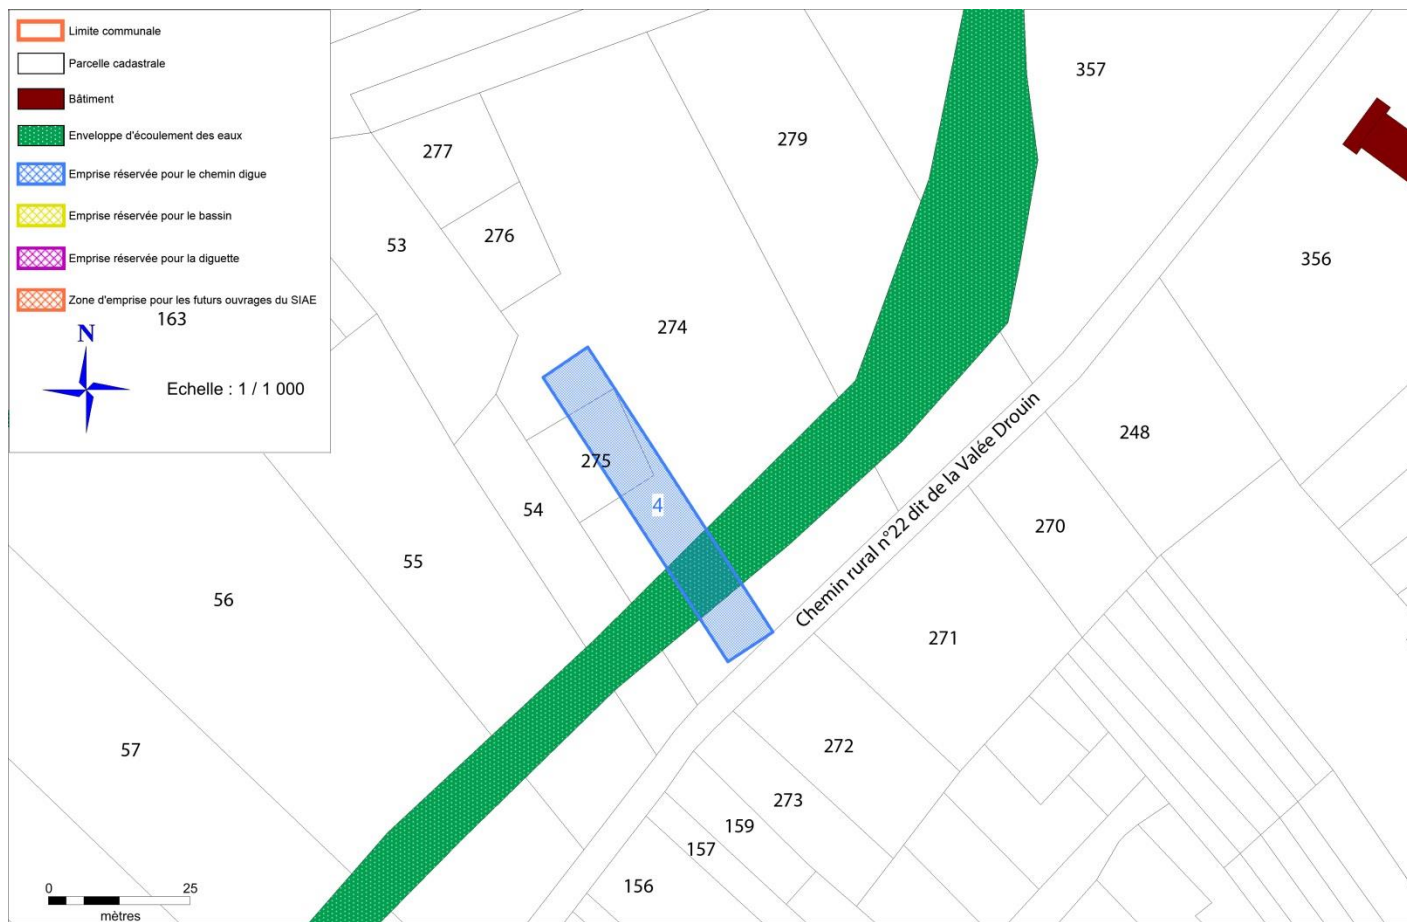 Limite communale
Parcelle cadastrale
Bâtiment
Enveloppe d'écoulement des eaux
Emprise réservée pour le chemin digue
Emprise réservée pour le bassin
Emprise réservée pour la diguette
Zone d'emprise pour les futurs ouvrages du SIAE
163
N
Echelle : 1 / 1 000
357
277
279
53
276
356
274
248
275
4
54
270
55
Chemin rural n°22 dit de la Valée Drouin
56
271
57
272
273
159
157
156
0 25
mètres